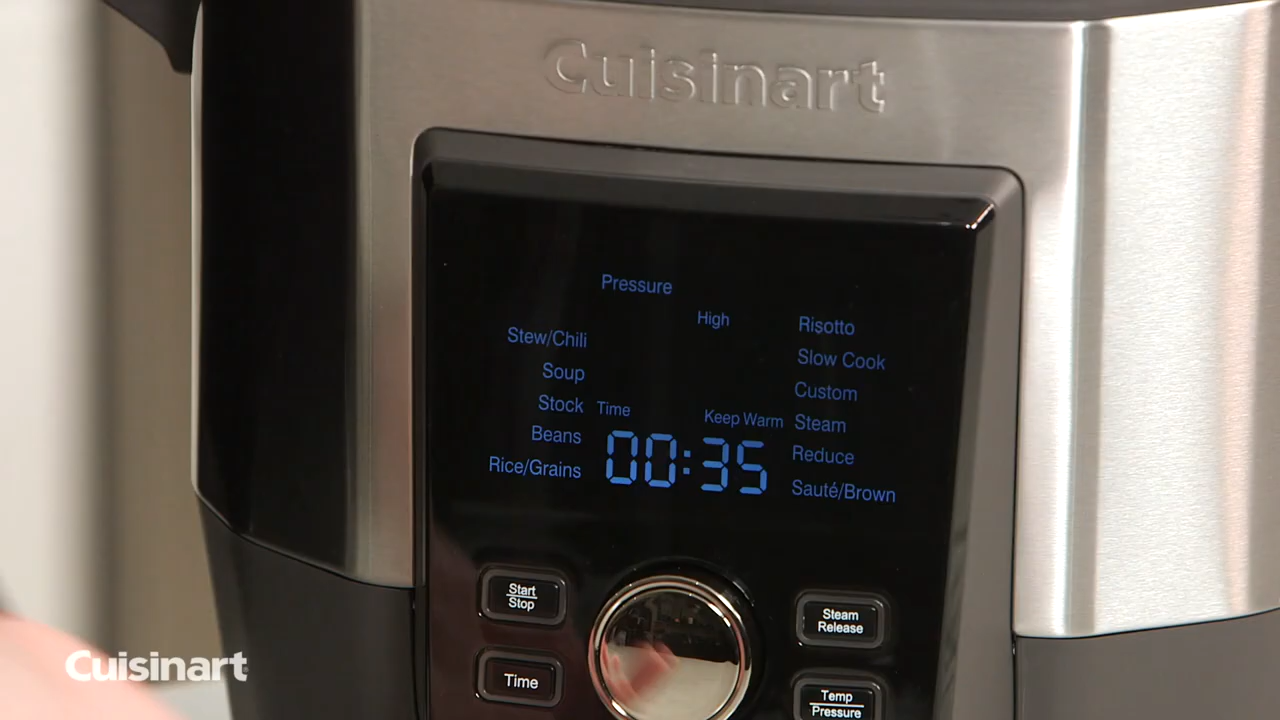 Cuisinart
Pressure
High
Stew/Chili
Soup
Stock
Beans
Rice/Grains
Time
Keep Warm
00:35
Risotto
Slow Cook
Custom
Steam
Reduce
Sauté/Brown
Start
Stop
Time
Steam
Release
Temp
Pressure
Cuisinart